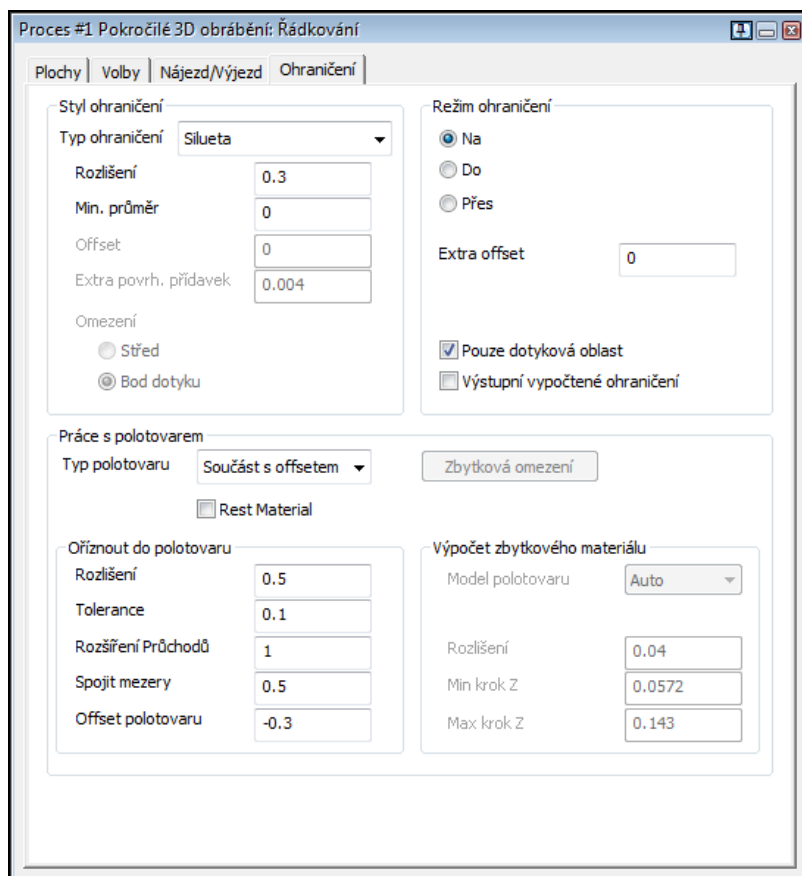 Proces #1 Pokročilé 3D obrábění: Řádkování
Plochy Volby Nájezd/Výjezd Ohraničení
Styl ohraničení
Typ ohraničení Silueta
Rozlišení 0.3
Min. průměr 0
Offset 0
Extra povrh. přídavek 0.004
Omezení
Střed
Bod dotyku
Režim ohraničení
Na
Do
Přes
Extra offset 0
Pouze dotyková oblast
Výstupní vypočtené ohraničení
Práce s polotovarem
Typ polotovaru Součást s offsetem Zbytková omezení
Rest Material
Oříznout do polotovaru
Rozlišení 0.5
Tolerance 0.1
Rozšíření Průchodů 1
Spojit mezery 0.5
Offset polotovaru -0.3
Výpočet zbytkového materiálu
Model polotovaru Auto
Rozlišení 0.04
Min krok Z 0.0572
Max krok Z 0.143